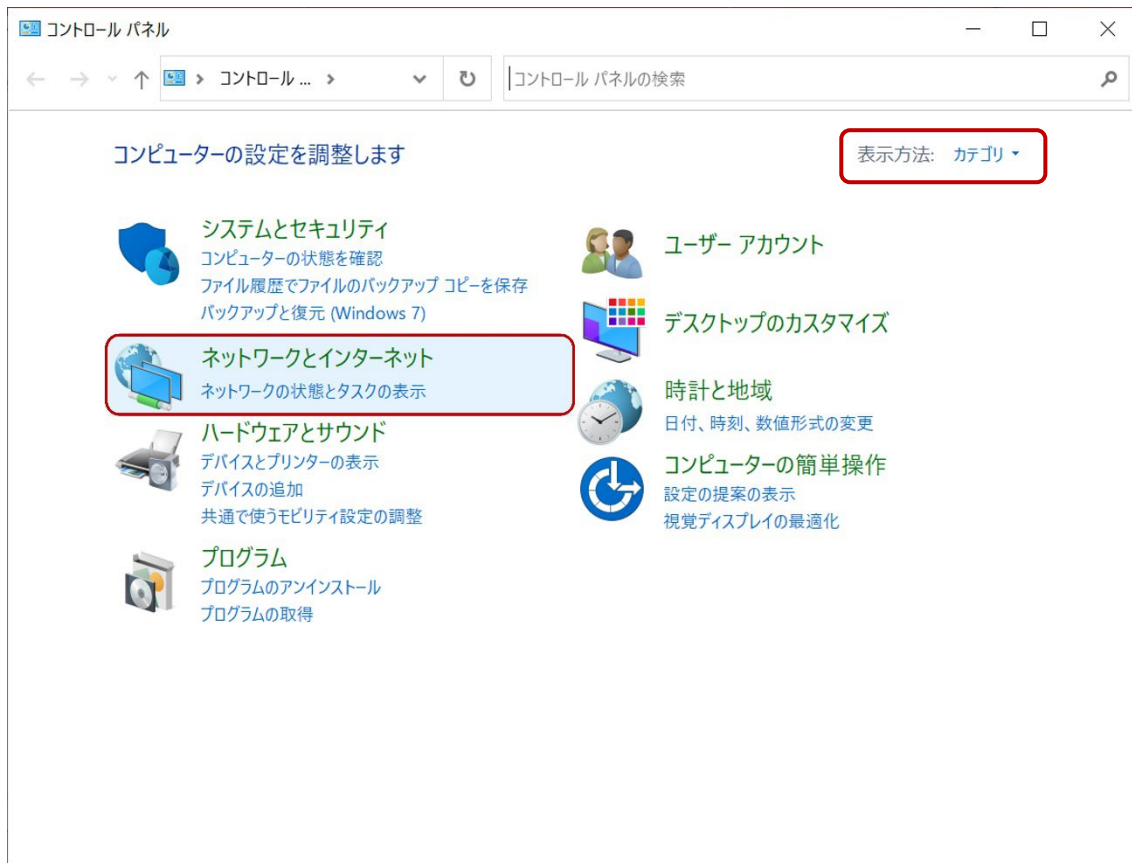 コントロール パネル
コントロール ...
コントロール パネルの検索
コンピューターの設定を調整します
表示方法: カテゴリ
システムとセキュリティ
コンピューターの状態を確認
ファイル履歴でファイルのバックアップ コピーを保存
バックアップと復元 (Windows 7)
ネットワークとインターネット
ネットワークの状態とタスクの表示
ハードウェアとサウンド
デバイスとプリンターの表示
デバイスの追加
共通で使うモビリティ設定の調整
プログラム
プログラムのアンインストール
プログラムの取得
ユーザー アカウント
デスクトップのカスタマイズ
時計と地域
日付、時刻、数値形式の変更
コンピューターの簡単操作
設定の提案の表示
視覚ディスプレイの最適化